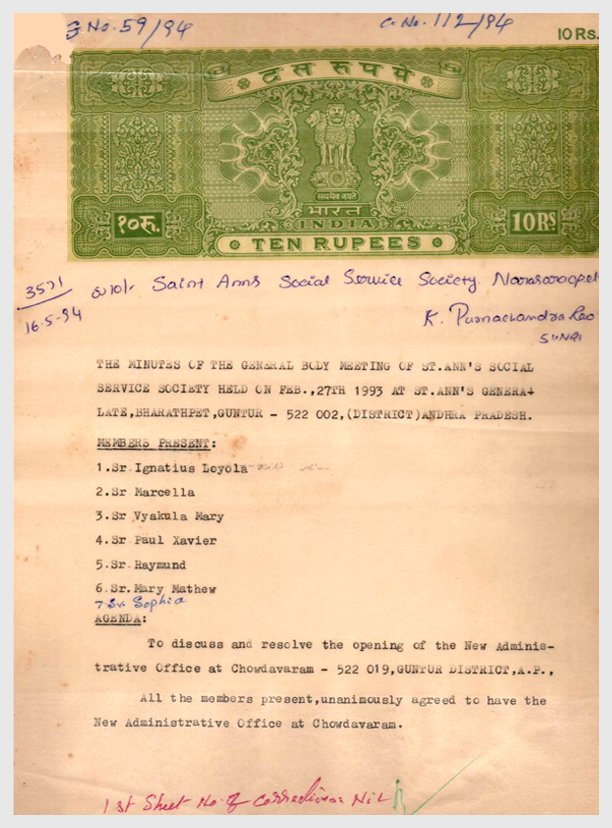 G.No. 59/94
C.No. 112/94
10 Rs.
दस रुपये
सत्यमेव जयते
भारत
INDIA
१०रु.
10RS
TEN RUPEES
3571
16.5-94
Saint Anns Social Service Society Narasaraopet
K. Purnachandra Rao
THE MINUTES OF THE GENERAL BODY MEETING OF ST.ANN'S SOCIAL
SERVICE SOCIETY HELD ON FEB.,27TH 1993 AT ST.ANN'S GENERA-
LATE,BHARATHPET,GUNTUR - 522 002,(DISTRICT)ANDHRA PRADESH.
MEMBERS PRESENT:
1.Sr.Ignatius Loyola
2.Sr Marcella
3.Sr Vyakula Mary
4.Sr Paul Xavier
5.Sr.Raymund
6.Sr.Mary Mathew
7.Sr. Sophia
AGENDA:
To discuss and resolve the opening of the New Adminis-
trative Office at Chowdavaram - 522 019,GUNTUR DISTRICT,A.P.,
All the members present,unanimously agreed to have the
New Administrative Office at Chowdavaram.
1st Sheet No. of Corrections Nil